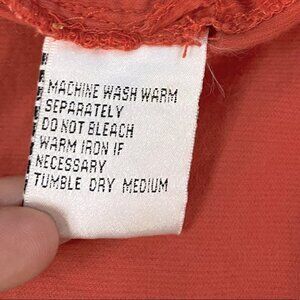 MACHINE WASH WARM
SEPARATELY
DO NOT BLEACH
WARM IRON IF
NECESSARY
TUMBLE DRY MEDIUM